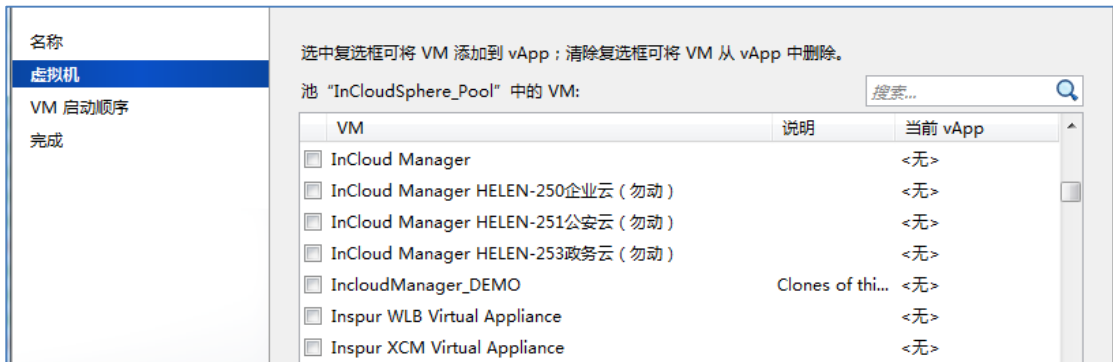 名称
虚拟机
VM 启动顺序
完成
选中复选框可将 VM 添加到 vApp；清除复选框可将 VM 从 vApp 中删除。
池“InCloudSphere_Pool”中的 VM:
搜索...
VM 说明 当前 vApp
InCloud Manager <无>
InCloud Manager HELEN-250企业云（勿动） <无>
InCloud Manager HELEN-251公安云（勿动） <无>
InCloud Manager HELEN-253政务云（勿动） <无>
IncloudManager_DEMO Clones of thi... <无>
Inspur WLB Virtual Appliance <无>
Inspur XCM Virtual Appliance <无>